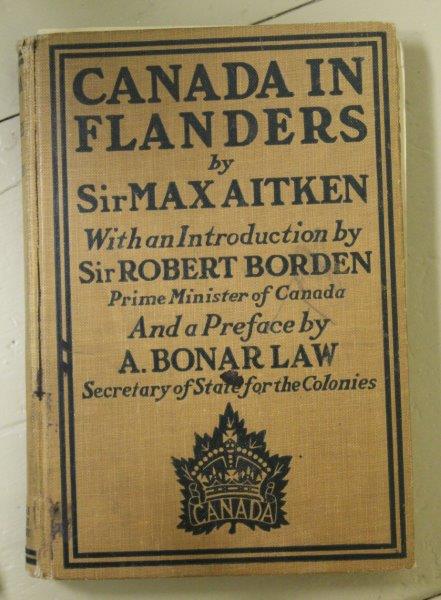 CANADA IN
FLANDERS
by
Sir MAX AITKEN
With an Introduction by
Sir ROBERT BORDEN
Prime Minister of Canada
And a Preface by
A. BONAR LAW
Secretary of State for the Colonies
CANADA